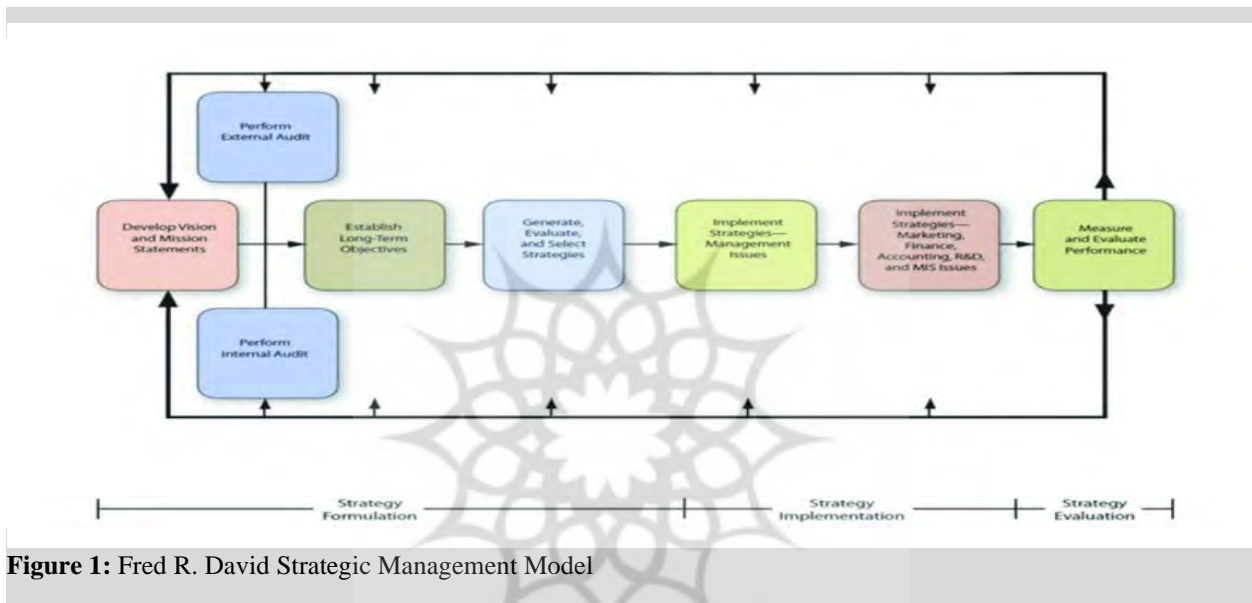 Perform
External Audit
Develop Vision
and Mission
Statements
Establish
Long-Term
Objectives
Generate,
Evaluate,
and Select
Strategies
Implement
Strategies—
Management
Issues
Implement
Strategies—
Marketing,
Finance,
Accounting, R&D,
and MIS Issues
Measure
and Evaluate
Performance
Perform
Internal Audit
Strategy
Formulation
Strategy
Implementation
Strategy
Evaluation
Figure 1: Fred R. David Strategic Management Model